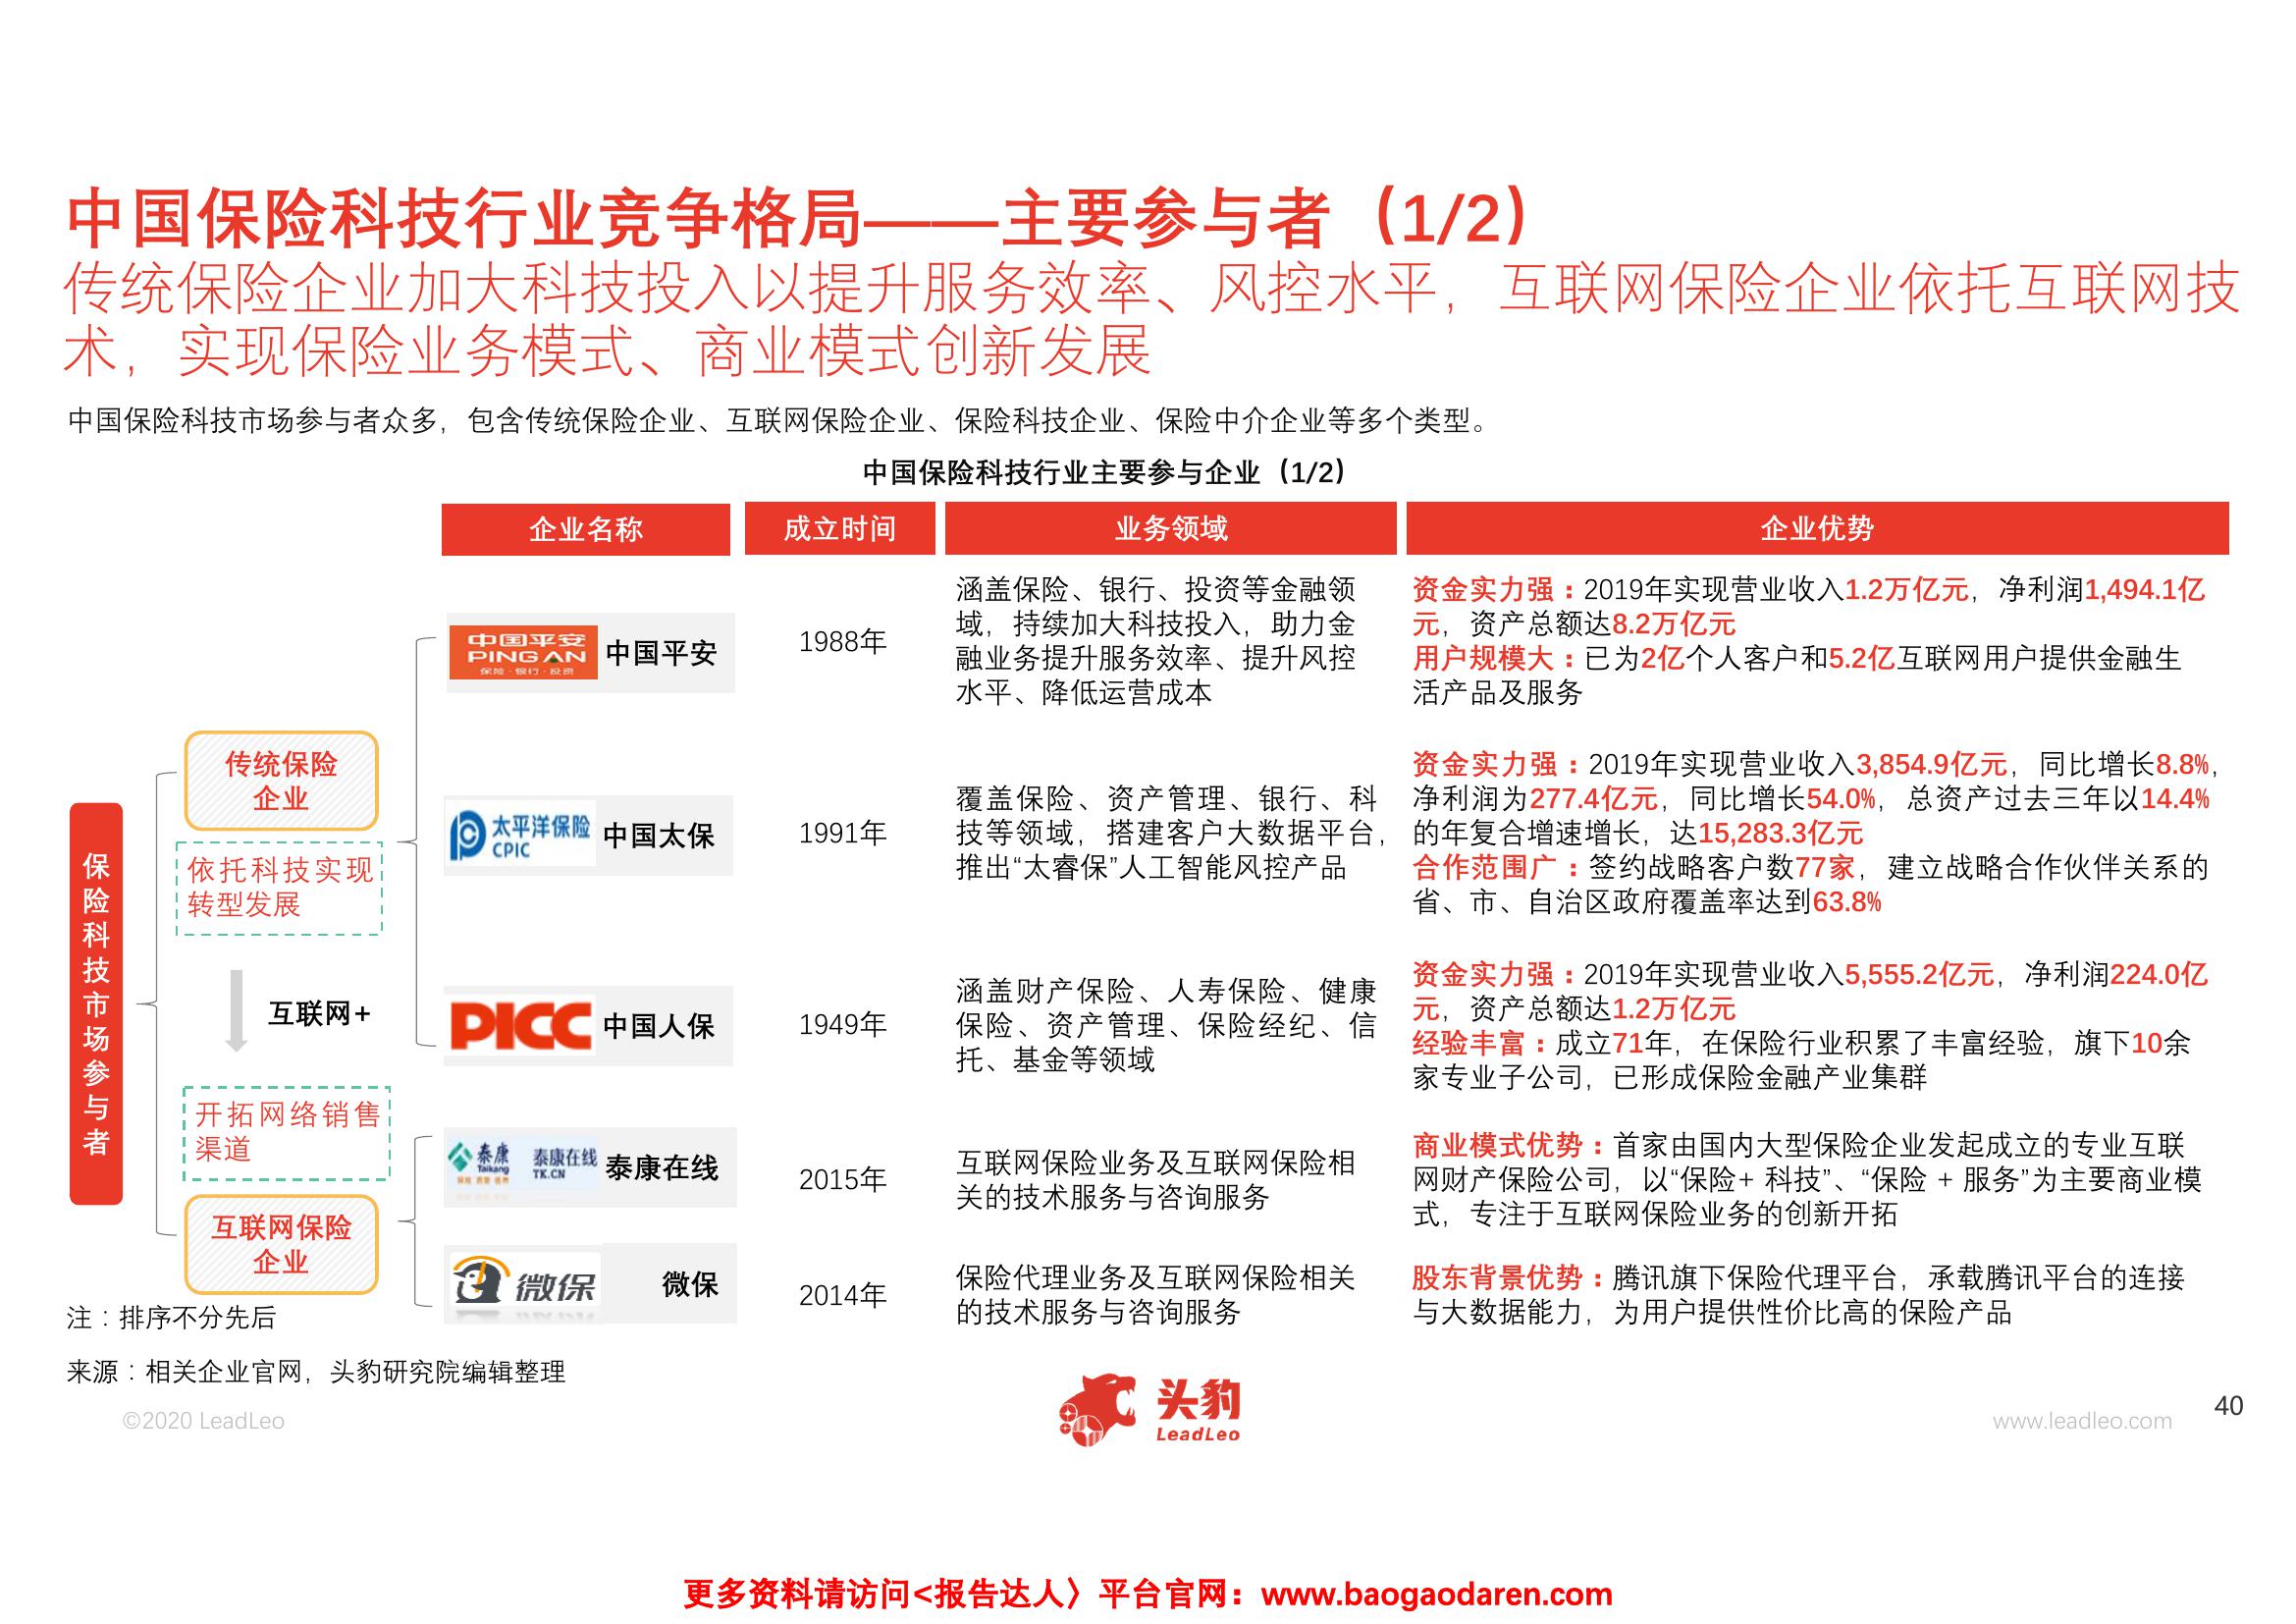 中国保险科技行业竞争格局——主要参与者（1/2）
传统保险企业加大科技投入以提升服务效率、风控水平，互联网保险企业依托互联网技
术，实现保险业务模式、商业模式创新发展
中国保险科技市场参与者众多，包含传统保险企业、互联网保险企业、保险科技企业、保险中介企业等多个类型。
中国保险科技行业主要参与企业（1/2）
企业名称
成立时间
业务领域
企业优势
保险科技市场参与者
传统保险
企业
依托科技实现
转型发展
互联网+
开拓网络销售
渠道
互联网保险
企业
中国平安
PINGAN
保险·银行·投资
中国平安
1988年
涵盖保险、银行、投资等金融领
域，持续加大科技投入，助力金
融业务提升服务效率、提升风控
水平、降低运营成本
资金实力强：2019年实现营业收入1.2万亿元，净利润1,494.1亿
元，资产总额达8.2万亿元
用户规模大：已为2亿个人客户和5.2亿互联网用户提供金融生
活产品及服务
太平洋保险
CPIC
中国太保
1991年
覆盖保险、资产管理、银行、科
技等领域，搭建客户大数据平台，
推出“太睿保”人工智能风控产品
资金实力强：2019年实现营业收入3,854.9亿元，同比增长8.8%，
净利润为277.4亿元，同比增长54.0%，总资产过去三年以14.4%
的年复合增速增长，达15,283.3亿元
合作范围广：签约战略客户数77家，建立战略合作伙伴关系的
省、市、自治区政府覆盖率达到63.8%
PICC
中国人保
1949年
涵盖财产保险、人寿保险、健康
保险、资产管理、保险经纪、信
托、基金等领域
资金实力强：2019年实现营业收入5,555.2亿元，净利润224.0亿
元，资产总额达1.2万亿元
经验丰富：成立71年，在保险行业积累了丰富经验，旗下10余
家专业子公司，已形成保险金融产业集群
泰康
Taikang
泰康在线
TK.CN
泰康在线
2015年
互联网保险业务及互联网保险相
关的技术服务与咨询服务
商业模式优势：首家由国内大型保险企业发起成立的专业互联
网财产保险公司，以“保险+ 科技”、“保险 + 服务”为主要商业模
式，专注于互联网保险业务的创新开拓
微保
微保
2014年
保险代理业务及互联网保险相关
的技术服务与咨询服务
股东背景优势：腾讯旗下保险代理平台，承载腾讯平台的连接
与大数据能力，为用户提供性价比高的保险产品
注：排序不分先后
来源：相关企业官网，头豹研究院编辑整理
©2020 LeadLeo
头豹
LeadLeo
www.leadleo.com
40
更多资料请访问<报告达人〉平台官网：www.baogaodaren.com